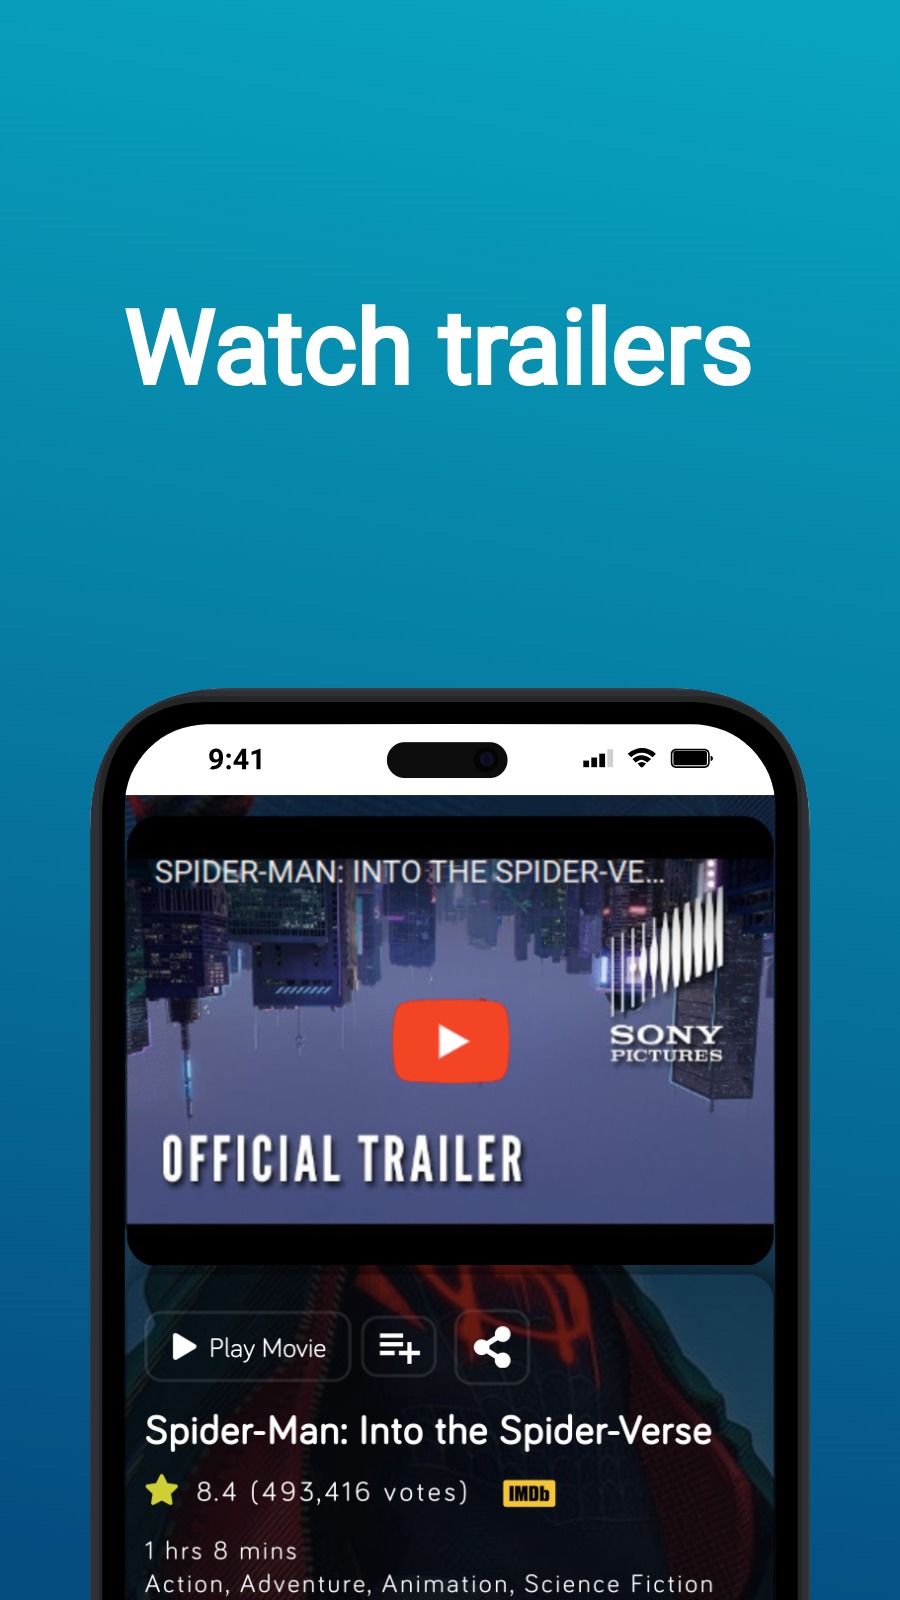 Watch trailers
9:41
SPIDER-MAN: INTO THE SPIDER-VE...
SONY
PICTURES
OFFICIAL TRAILER
Play Movie
Spider-Man: Into the Spider-Verse
8.4 (493,416 votes) IMDb
1 hrs 8 mins
Action, Adventure, Animation, Science Fiction